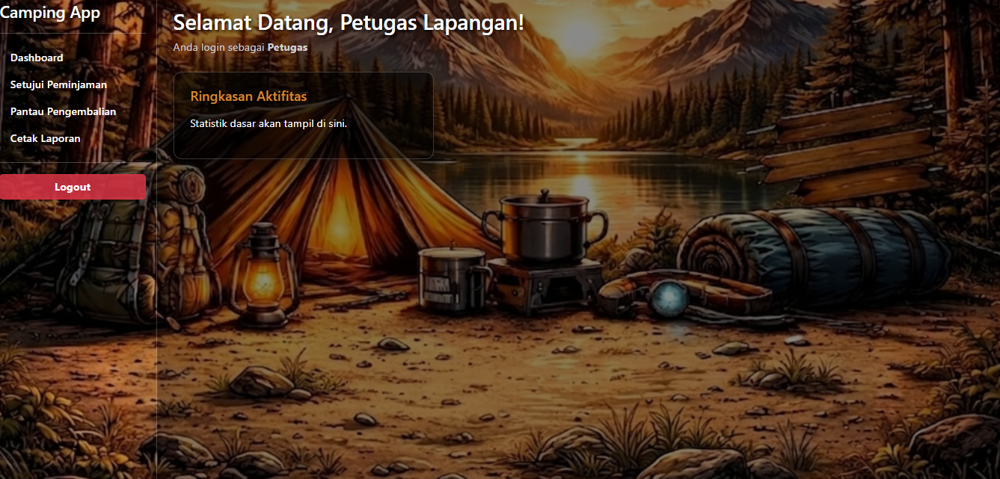 Camping App
Dashboard
Setujui Peminjaman
Pantau Pengembalian
Cetak Laporan
Logout
Selamat Datang, Petugas Lapangan!
Anda login sebagai Petugas
Ringkasan Aktifitas
Statistik dasar akan tampil di sini.